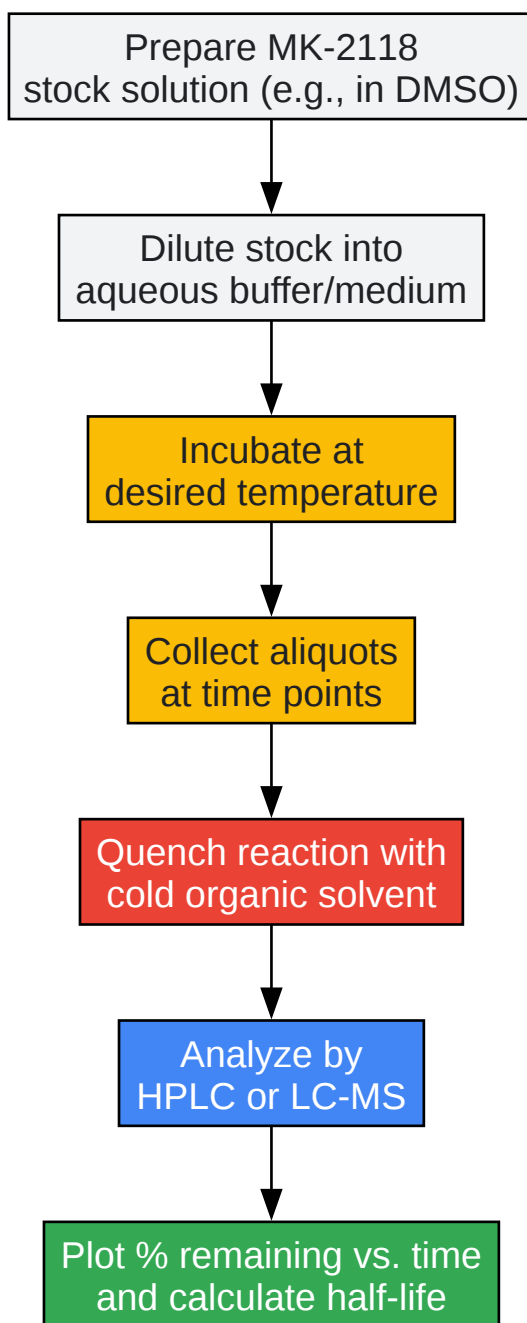 Prepare MK-2118
stock solution (e.g., in DMSO)
Dilute stock into
aqueous buffer/medium
Incubate at
desired temperature
Collect aliquots
at time points
Quench reaction with
cold organic solvent
Analyze by
HPLC or LC-MS
Plot % remaining vs. time
and calculate half-life